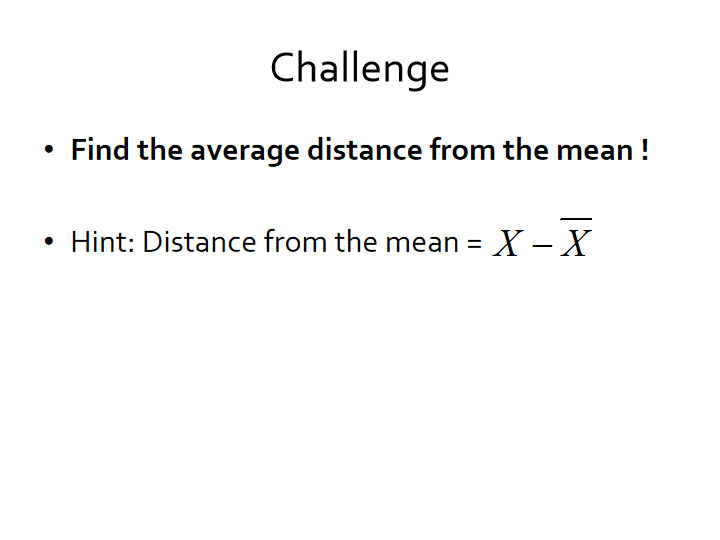 Challenge
• Find the average distance from the mean !
• Hint: Distance from the mean = X – X̅